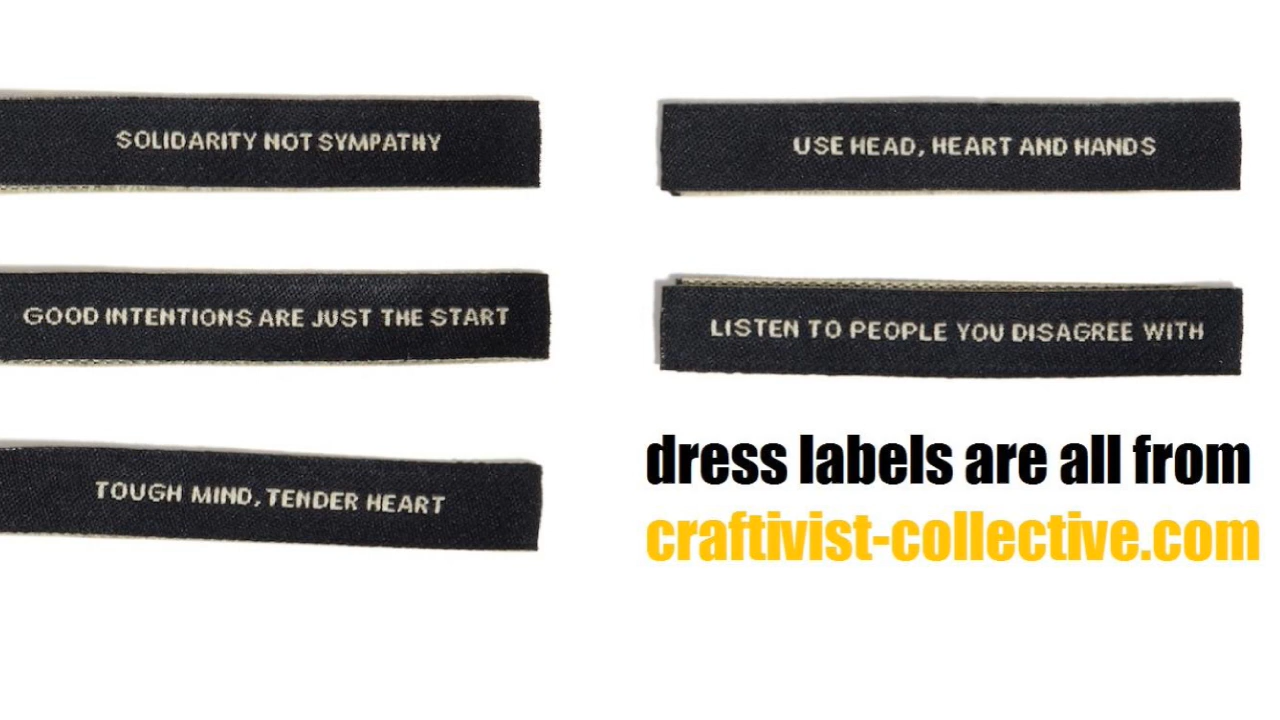 SOLIDARITY NOT SYMPATHY
GOOD INTENTIONS ARE JUST THE START
TOUGH MIND, TENDER HEART
USE HEAD, HEART AND HANDS
LISTEN TO PEOPLE YOU DISAGREE WITH
dress labels are all from
craftivist-collective.com